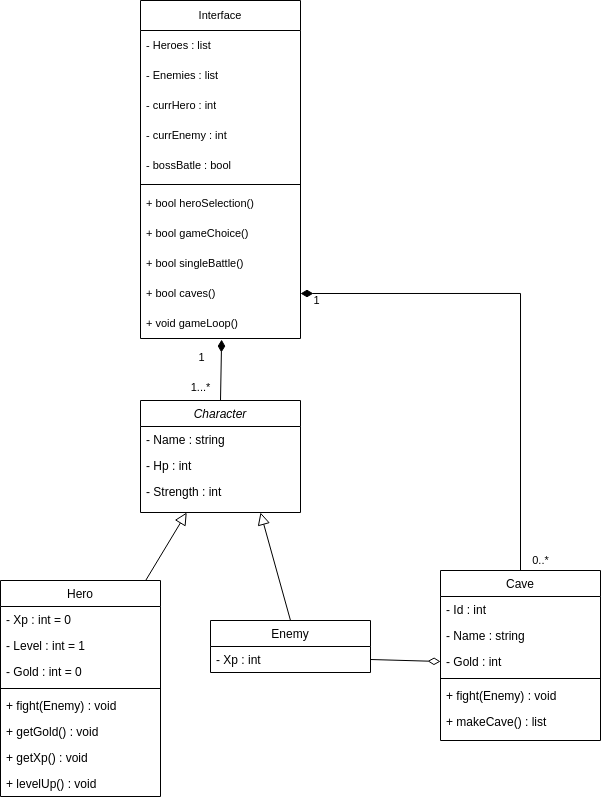 Interface
- Heroes : list
- Enemies : list
- currHero : int
- currEnemy : int
- bossBatle : bool
+ bool heroSelection()
+ bool gameChoice()
+ bool singleBattle()
+ bool caves()
+ void gameLoop()
1
1
1...*
Character
- Name : string
- Hp : int
- Strength : int
0..*
Hero
- Xp : int = 0
- Level : int = 1
- Gold : int = 0
+ fight(Enemy) : void
+ getGold() : void
+ getXp() : void
+ levelUp() : void
Enemy
- Xp : int
Cave
- Id : int
- Name : string
- Gold : int
+ fight(Enemy) : void
+ makeCave() : list